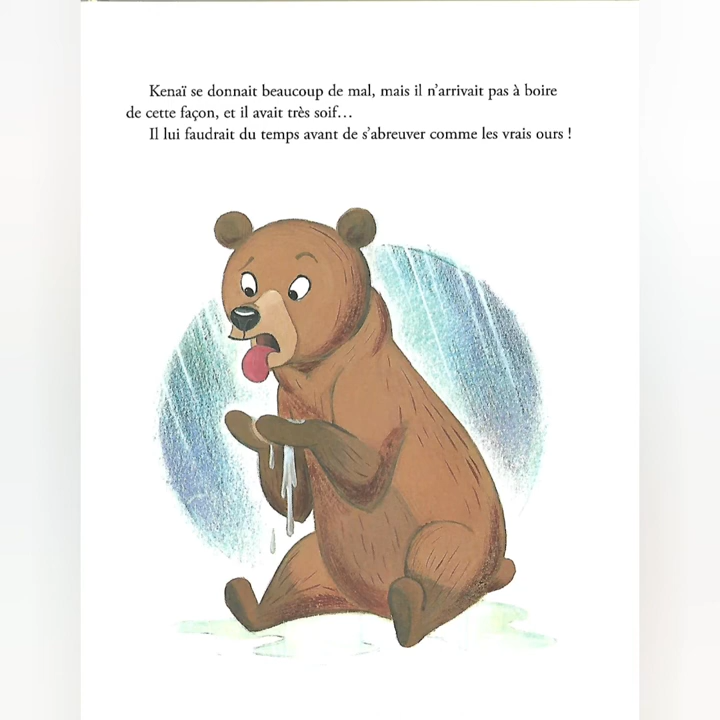 Kenaï se donnait beaucoup de mal, mais il n'arrivait pas à boire
de cette façon, et il avait très soif…
Il lui faudrait du temps avant de s'abreuver comme les vrais ours !